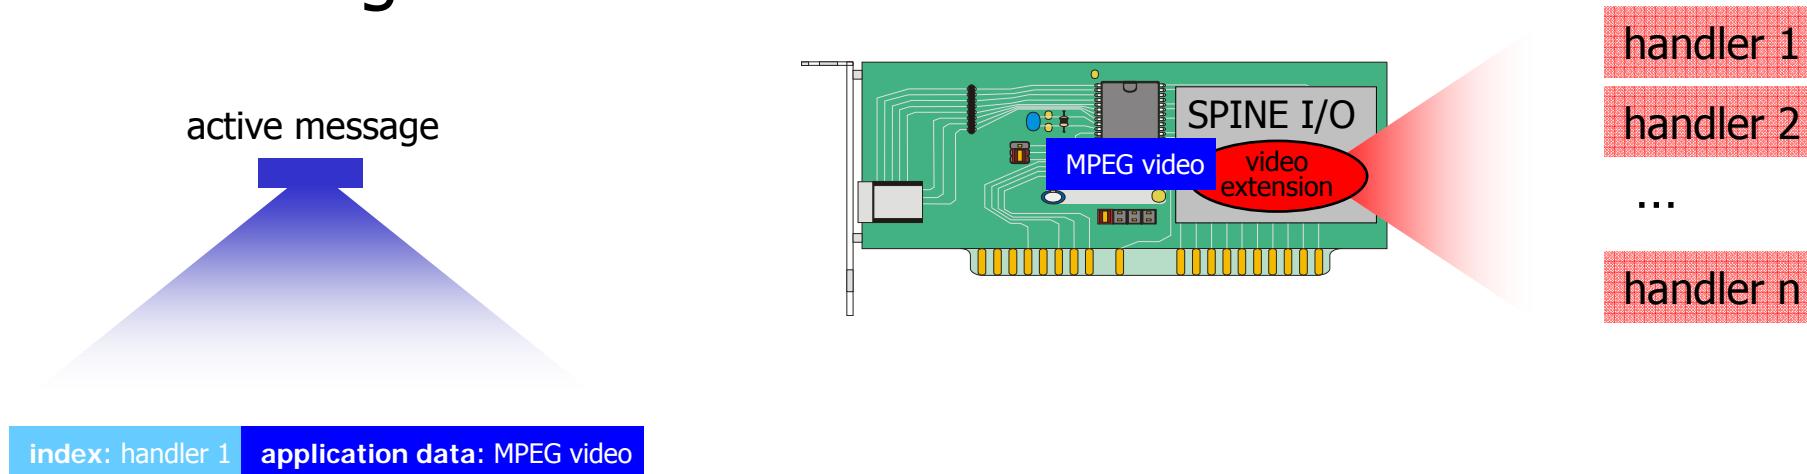 active message
index: handler 1
application data: MPEG video
SPINE I/O
MPEG video
video
extension
handler 1
handler 2
...
handler n